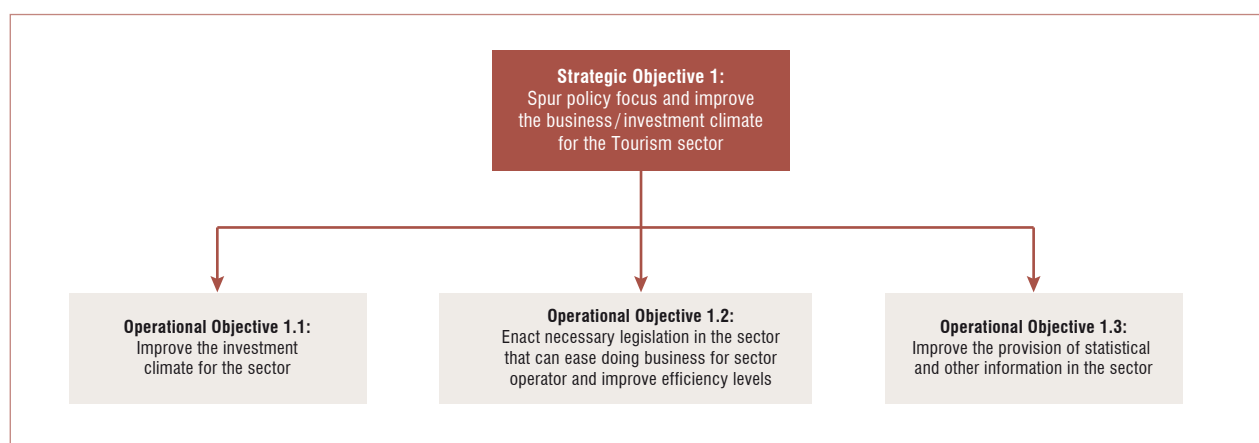 Strategic Objective 1:
Spur policy focus and improve
the business / investment climate
for the Tourism sector
Operational Objective 1.1:
Improve the investment
climate for the sector
Operational Objective 1.2:
Enact necessary legislation in the sector
that can ease doing business for sector
operator and improve efficiency levels
Operational Objective 1.3:
Improve the provision of statistical
and other information in the sector